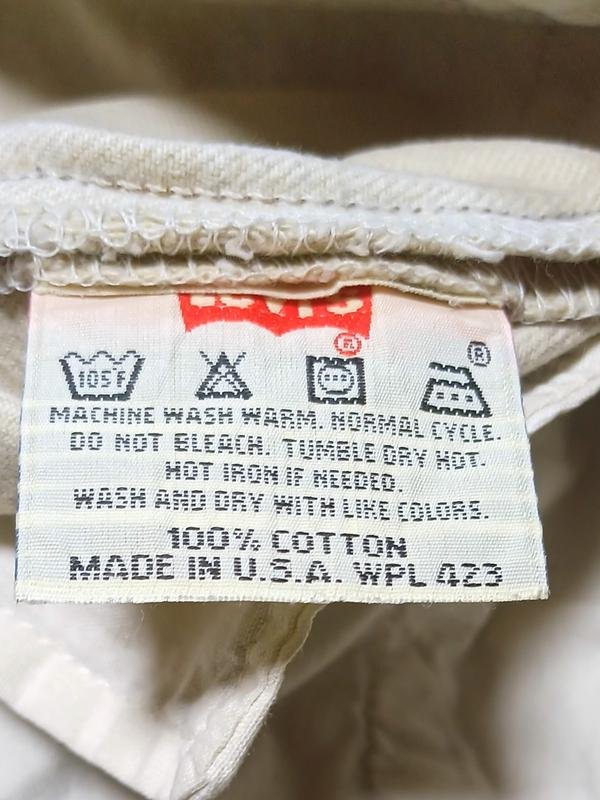 Levi's
®
105F ®
MACHINE WASH WARM. NORMAL CYCLE.
DO NOT BLEACH. TUMBLE DRY HOT.
HOT IRON IF NEEDED.
WASH AND DRY WITH LIKE COLORS.
100% COTTON
MADE IN U.S.A. WPL 423